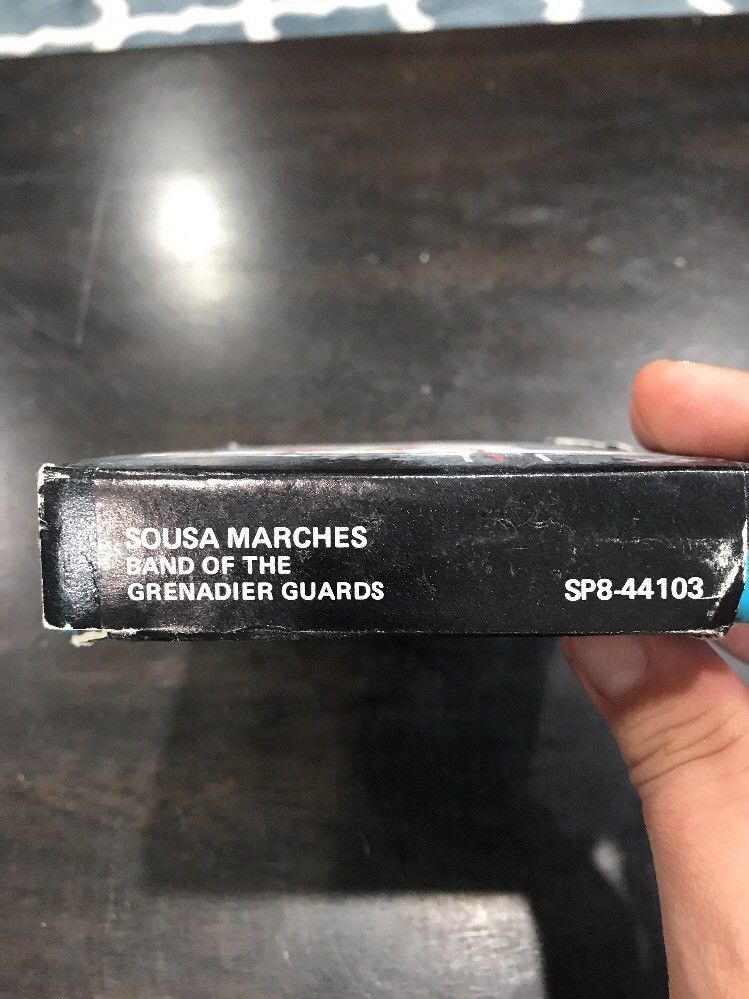 SOUSA MARCHES
BAND OF THE
GRENADIER GUARDS
SP8-44103